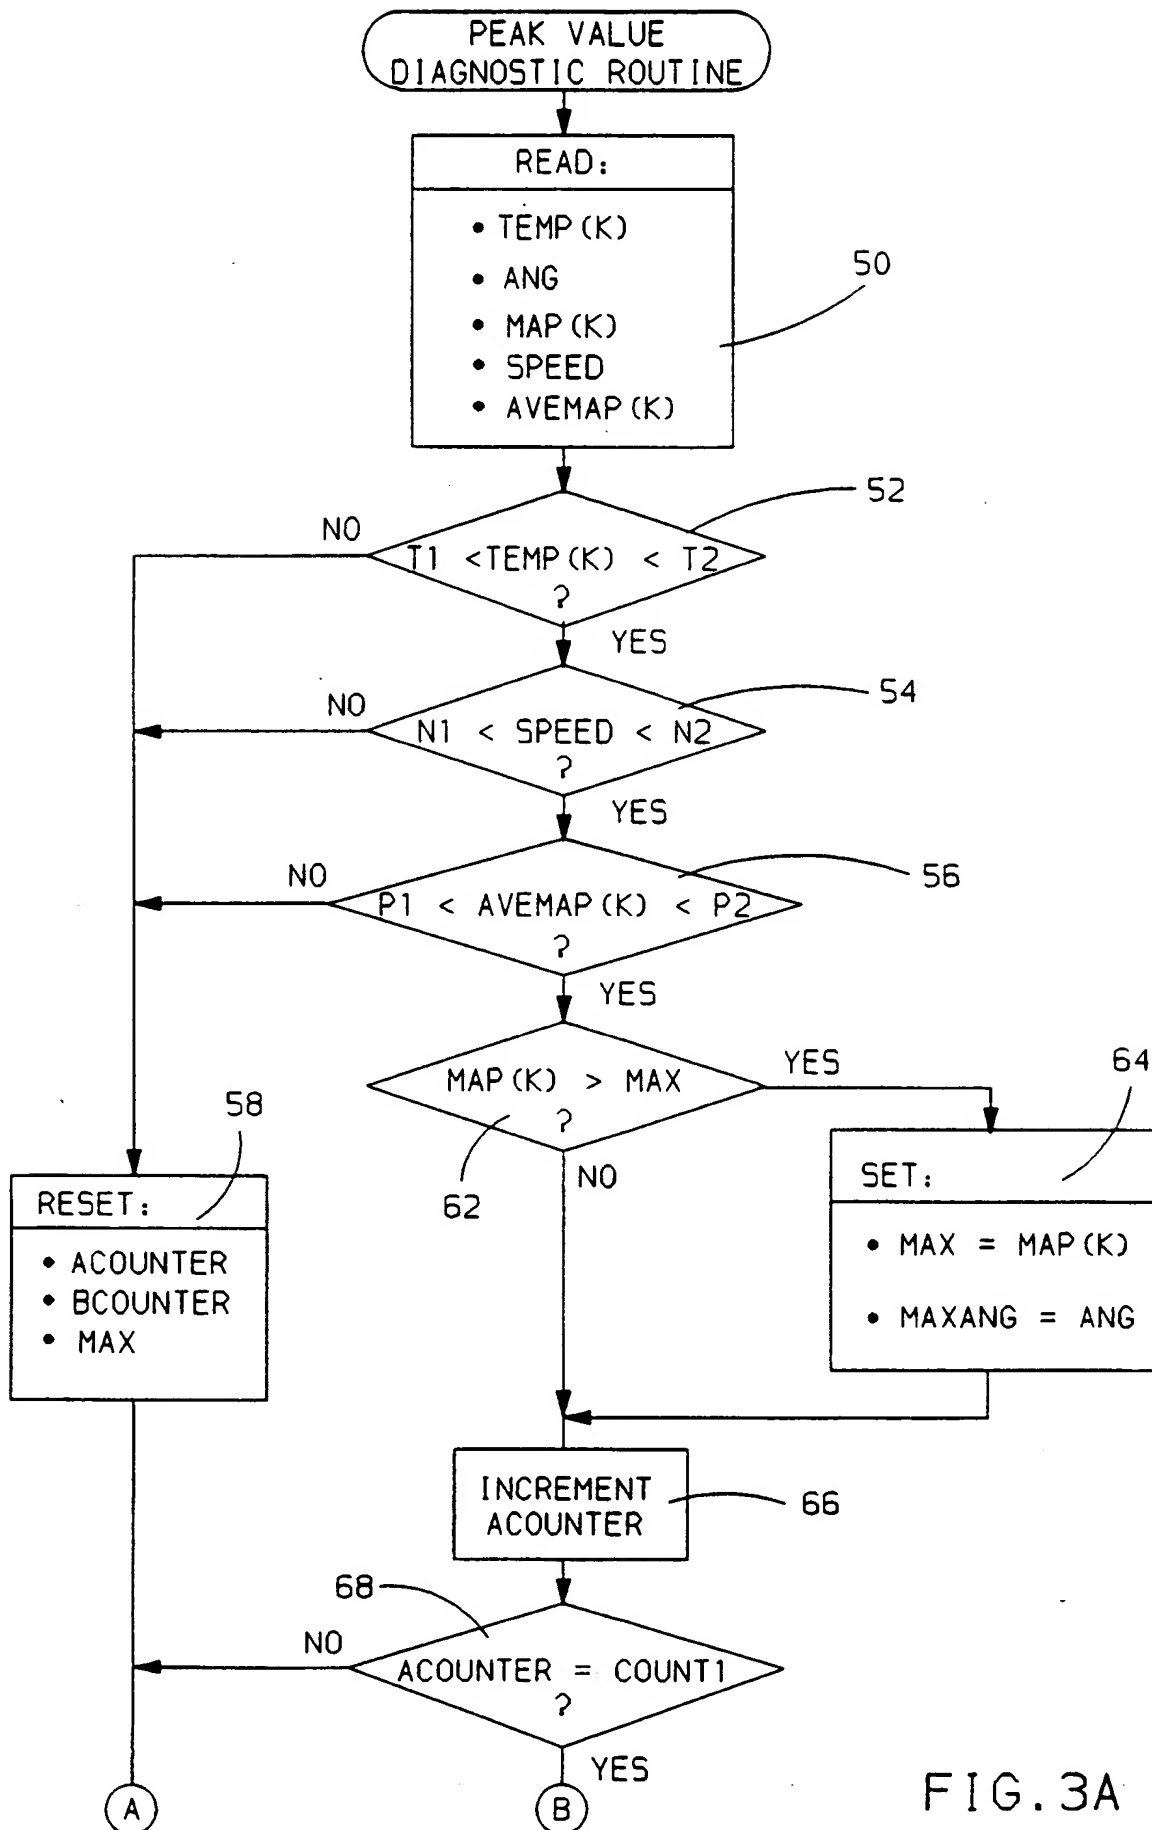 PEAK VALUE
DIAGNOSTIC ROUTINE
READ:
• TEMP(K)
• ANG
• MAP(K)
• SPEED
• AVEMAP(K)
50
52
NO
T1 <TEMP(K) < T2
?
YES
54
NO
N1 < SPEED < N2
?
YES
56
NO
P1 < AVEMAP(K) < P2
?
YES
MAP(K) > MAX
?
YES
62
NO
64
SET:
• MAX = MAP(K)
• MAXANG = ANG
58
RESET:
• ACOUNTER
• BCOUNTER
• MAX
INCREMENT
ACOUNTER
66
68
NO
ACOUNTER = COUNT1
?
YES
A
B
FIG.3A